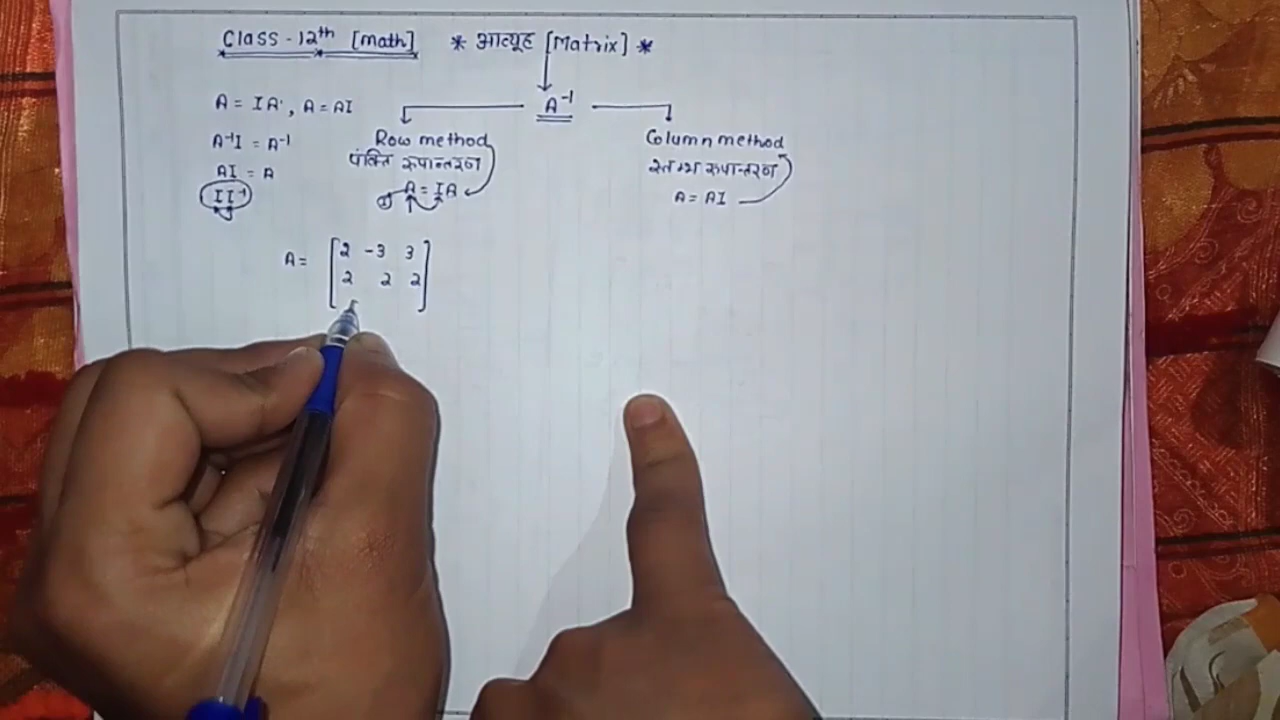 Class - 12th [math] * आव्यूह [Matrix] *
A = IA, A = AI
A⁻¹
A⁻¹I = A⁻¹
Row method
Column method
पंक्ति रूपान्तरण
स्तम्भ रूपान्तरण
AI = A
A = IA
A = AI
II⁻¹
A = [2 -3 3
2 2 2]